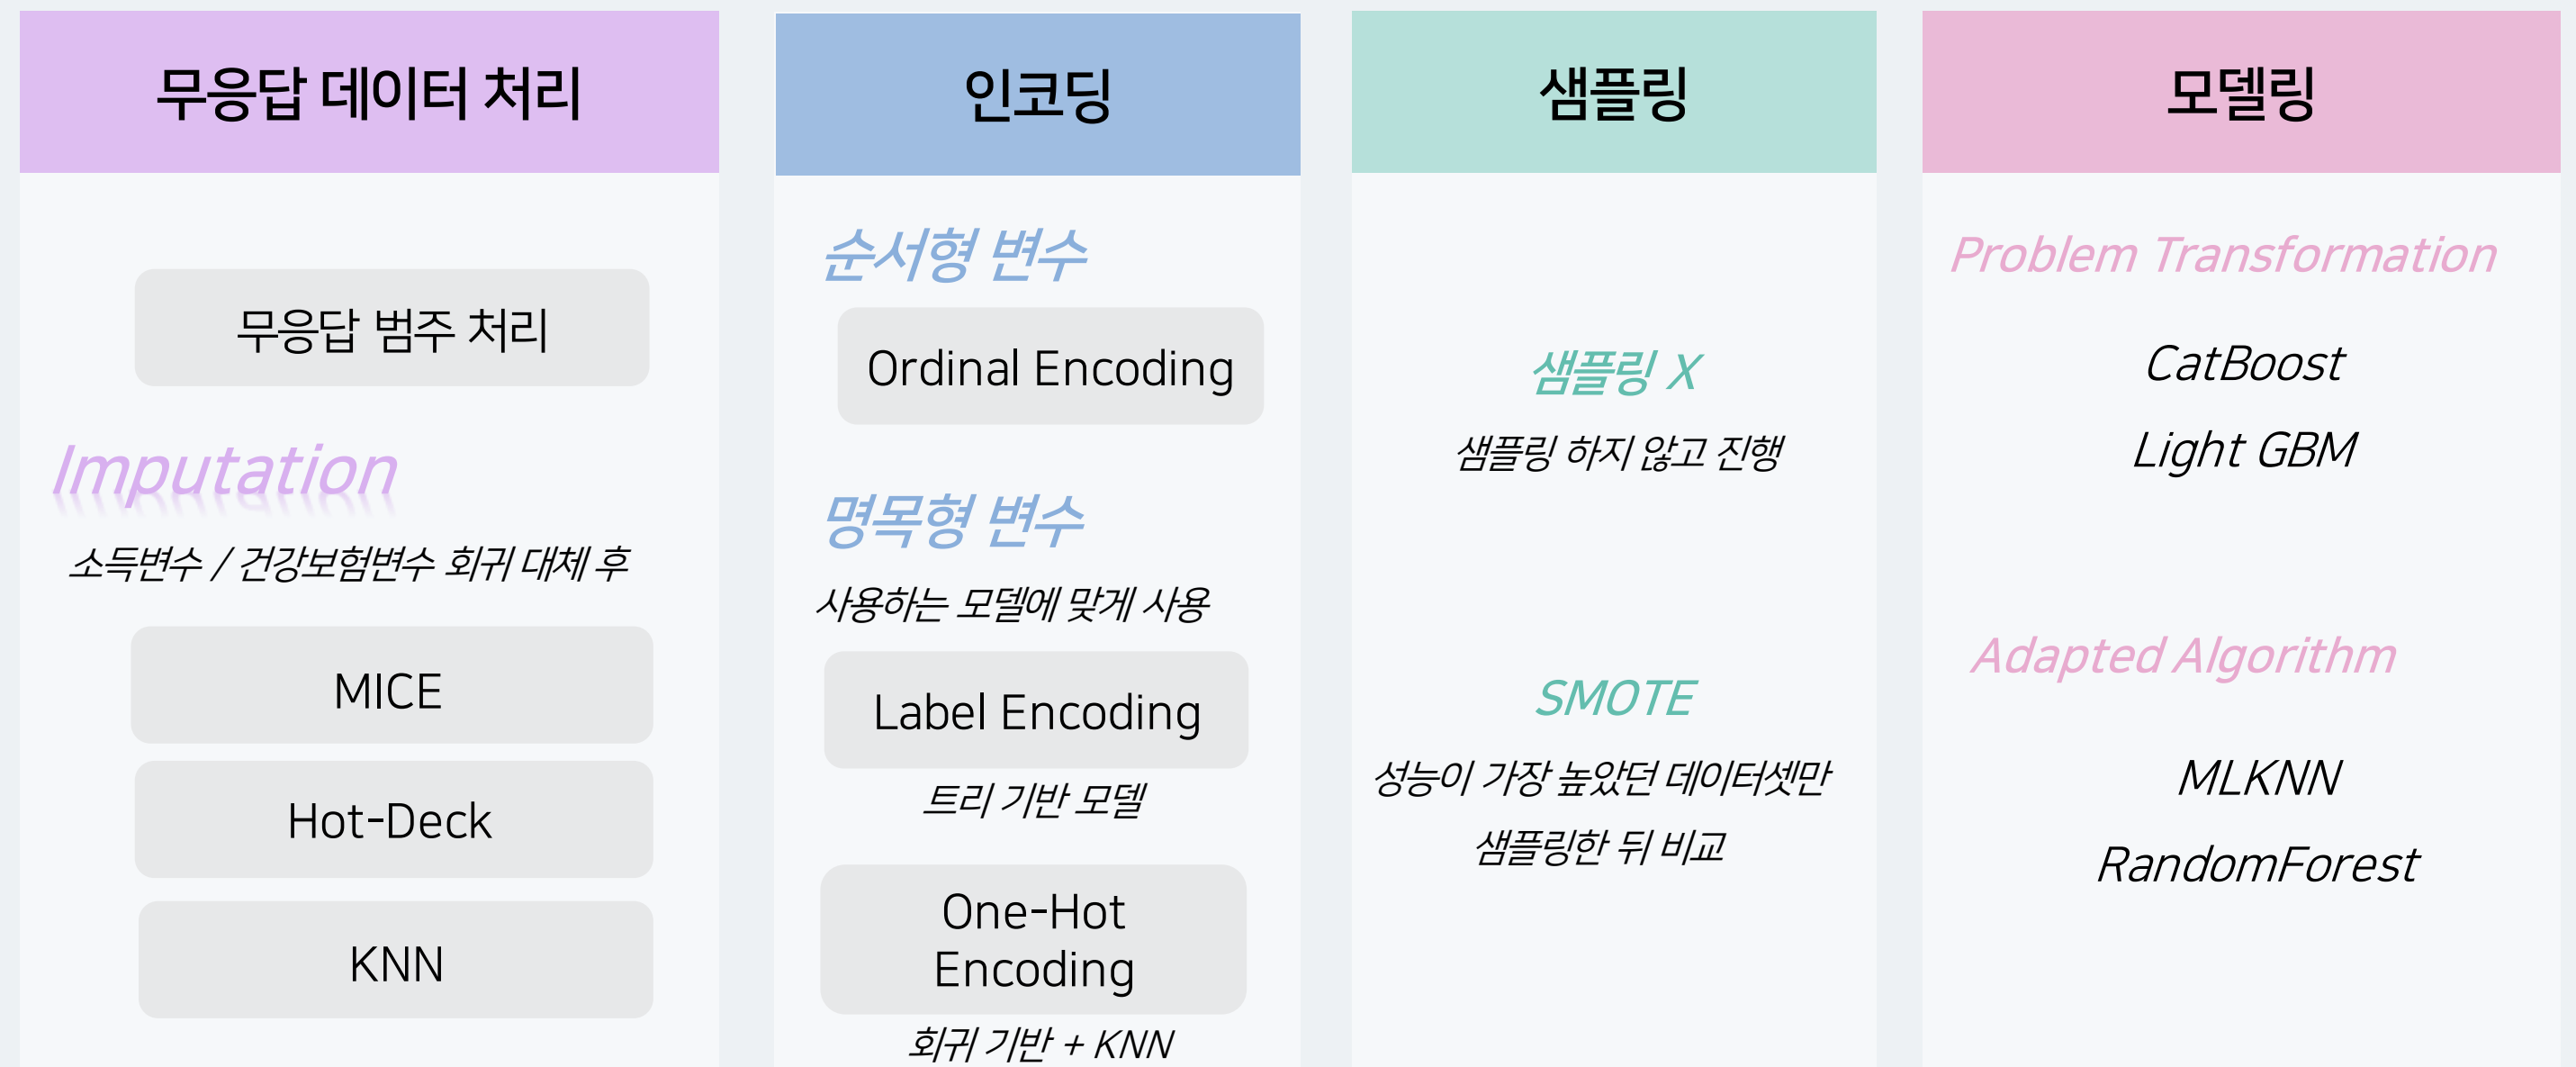 무응답 데이터 처리
무응답 범주 처리
Imputation
소득변수 / 건강보험변수 회귀 대체 후
MICE
Hot-Deck
KNN
인코딩
순서형 변수
Ordinal Encoding
명목형 변수
사용하는 모델에 맞게 사용
Label Encoding
트리 기반 모델
One-Hot
Encoding
회귀 기반 + KNN
샘플링
샘플링 X
샘플링 하지 않고 진행
SMOTE
성능이 가장 높았던 데이터셋만
샘플링한 뒤 비교
모델링
Problem Transformation
CatBoost
Light GBM
Adapted Algorithm
MLKNN
RandomForest